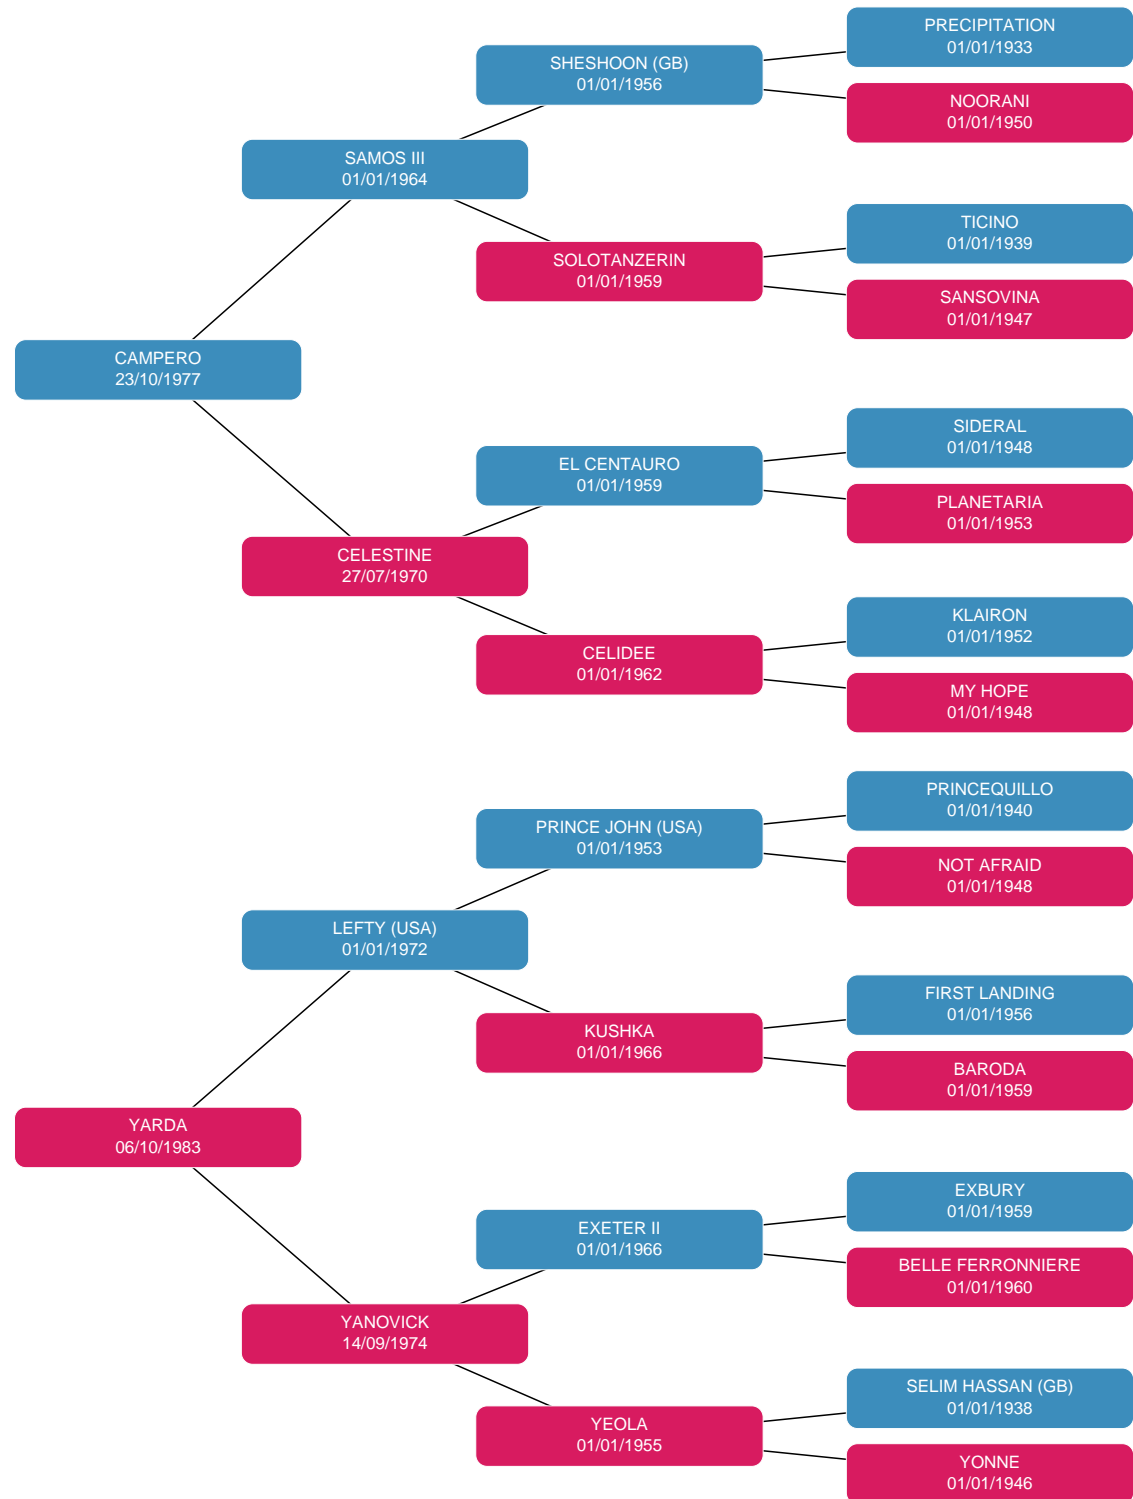 PRECIPITATION
01/01/1933
SHESHOON (GB)
01/01/1956
NOORANI
01/01/1950
SAMOS III
01/01/1964
TICINO
01/01/1939
SOLOTANZERIN
01/01/1959
SANSOVINA
01/01/1947
CAMPERO
23/10/1977
SIDERAL
01/01/1948
EL CENTAURO
01/01/1959
PLANETARIA
01/01/1953
CELESTINE
27/07/1970
KLAIRON
01/01/1952
CELIDEE
01/01/1962
MY HOPE
01/01/1948
PRINCEQUILLO
01/01/1940
PRINCE JOHN (USA)
01/01/1953
NOT AFRAID
01/01/1948
LEFTY (USA)
01/01/1972
FIRST LANDING
01/01/1956
KUSHKA
01/01/1966
BARODA
01/01/1959
YARDA
06/10/1983
EXBURY
01/01/1959
EXETER II
01/01/1966
BELLE FERRONNIERE
01/01/1960
YANOVICK
14/09/1974
SELIM HASSAN (GB)
01/01/1938
YEOLA
01/01/1955
YONNE
01/01/1946